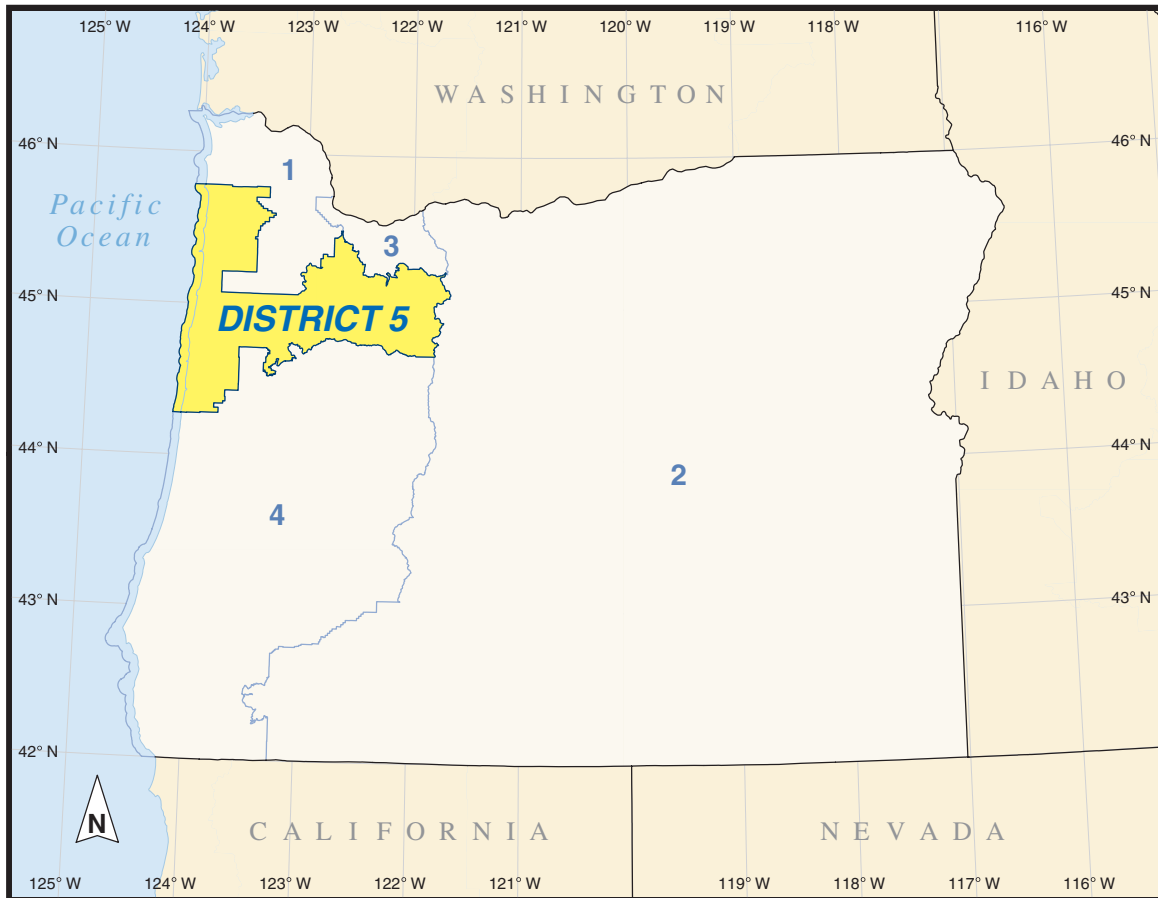 125° W 124° W 123° W 122° W 121° W 120° W 119° W 118° W 116° W
WASHINGTON
46° N 46° N
1
Pacific
Ocean
3
45° N 45° N
DISTRICT 5
IDAHO
44° N 44° N
2
4
43° N 43° N
42° N
N
CALIFORNIA NEVADA
125° W 124° W 123° W 122° W 121° W 119° W 118° W 117° W 116° W